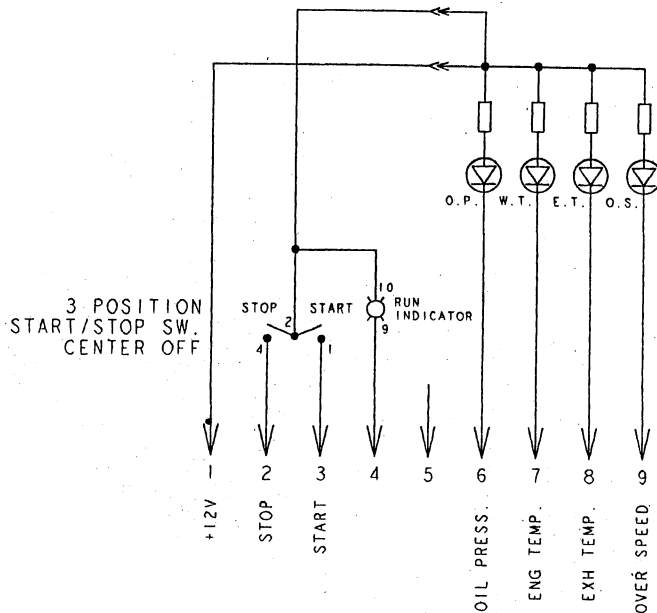 O.P. W.T. E.T. O.S.
10
RUN
INDICATOR
9
3 POSITION
START/STOP SW.
CENTER OFF
STOP START
2
4 1
1 2 3 4 5 6 7 8 9
+12V
STOP
START
OIL PRESS.
ENG TEMP.
EXH TEMP.
OVER SPEED